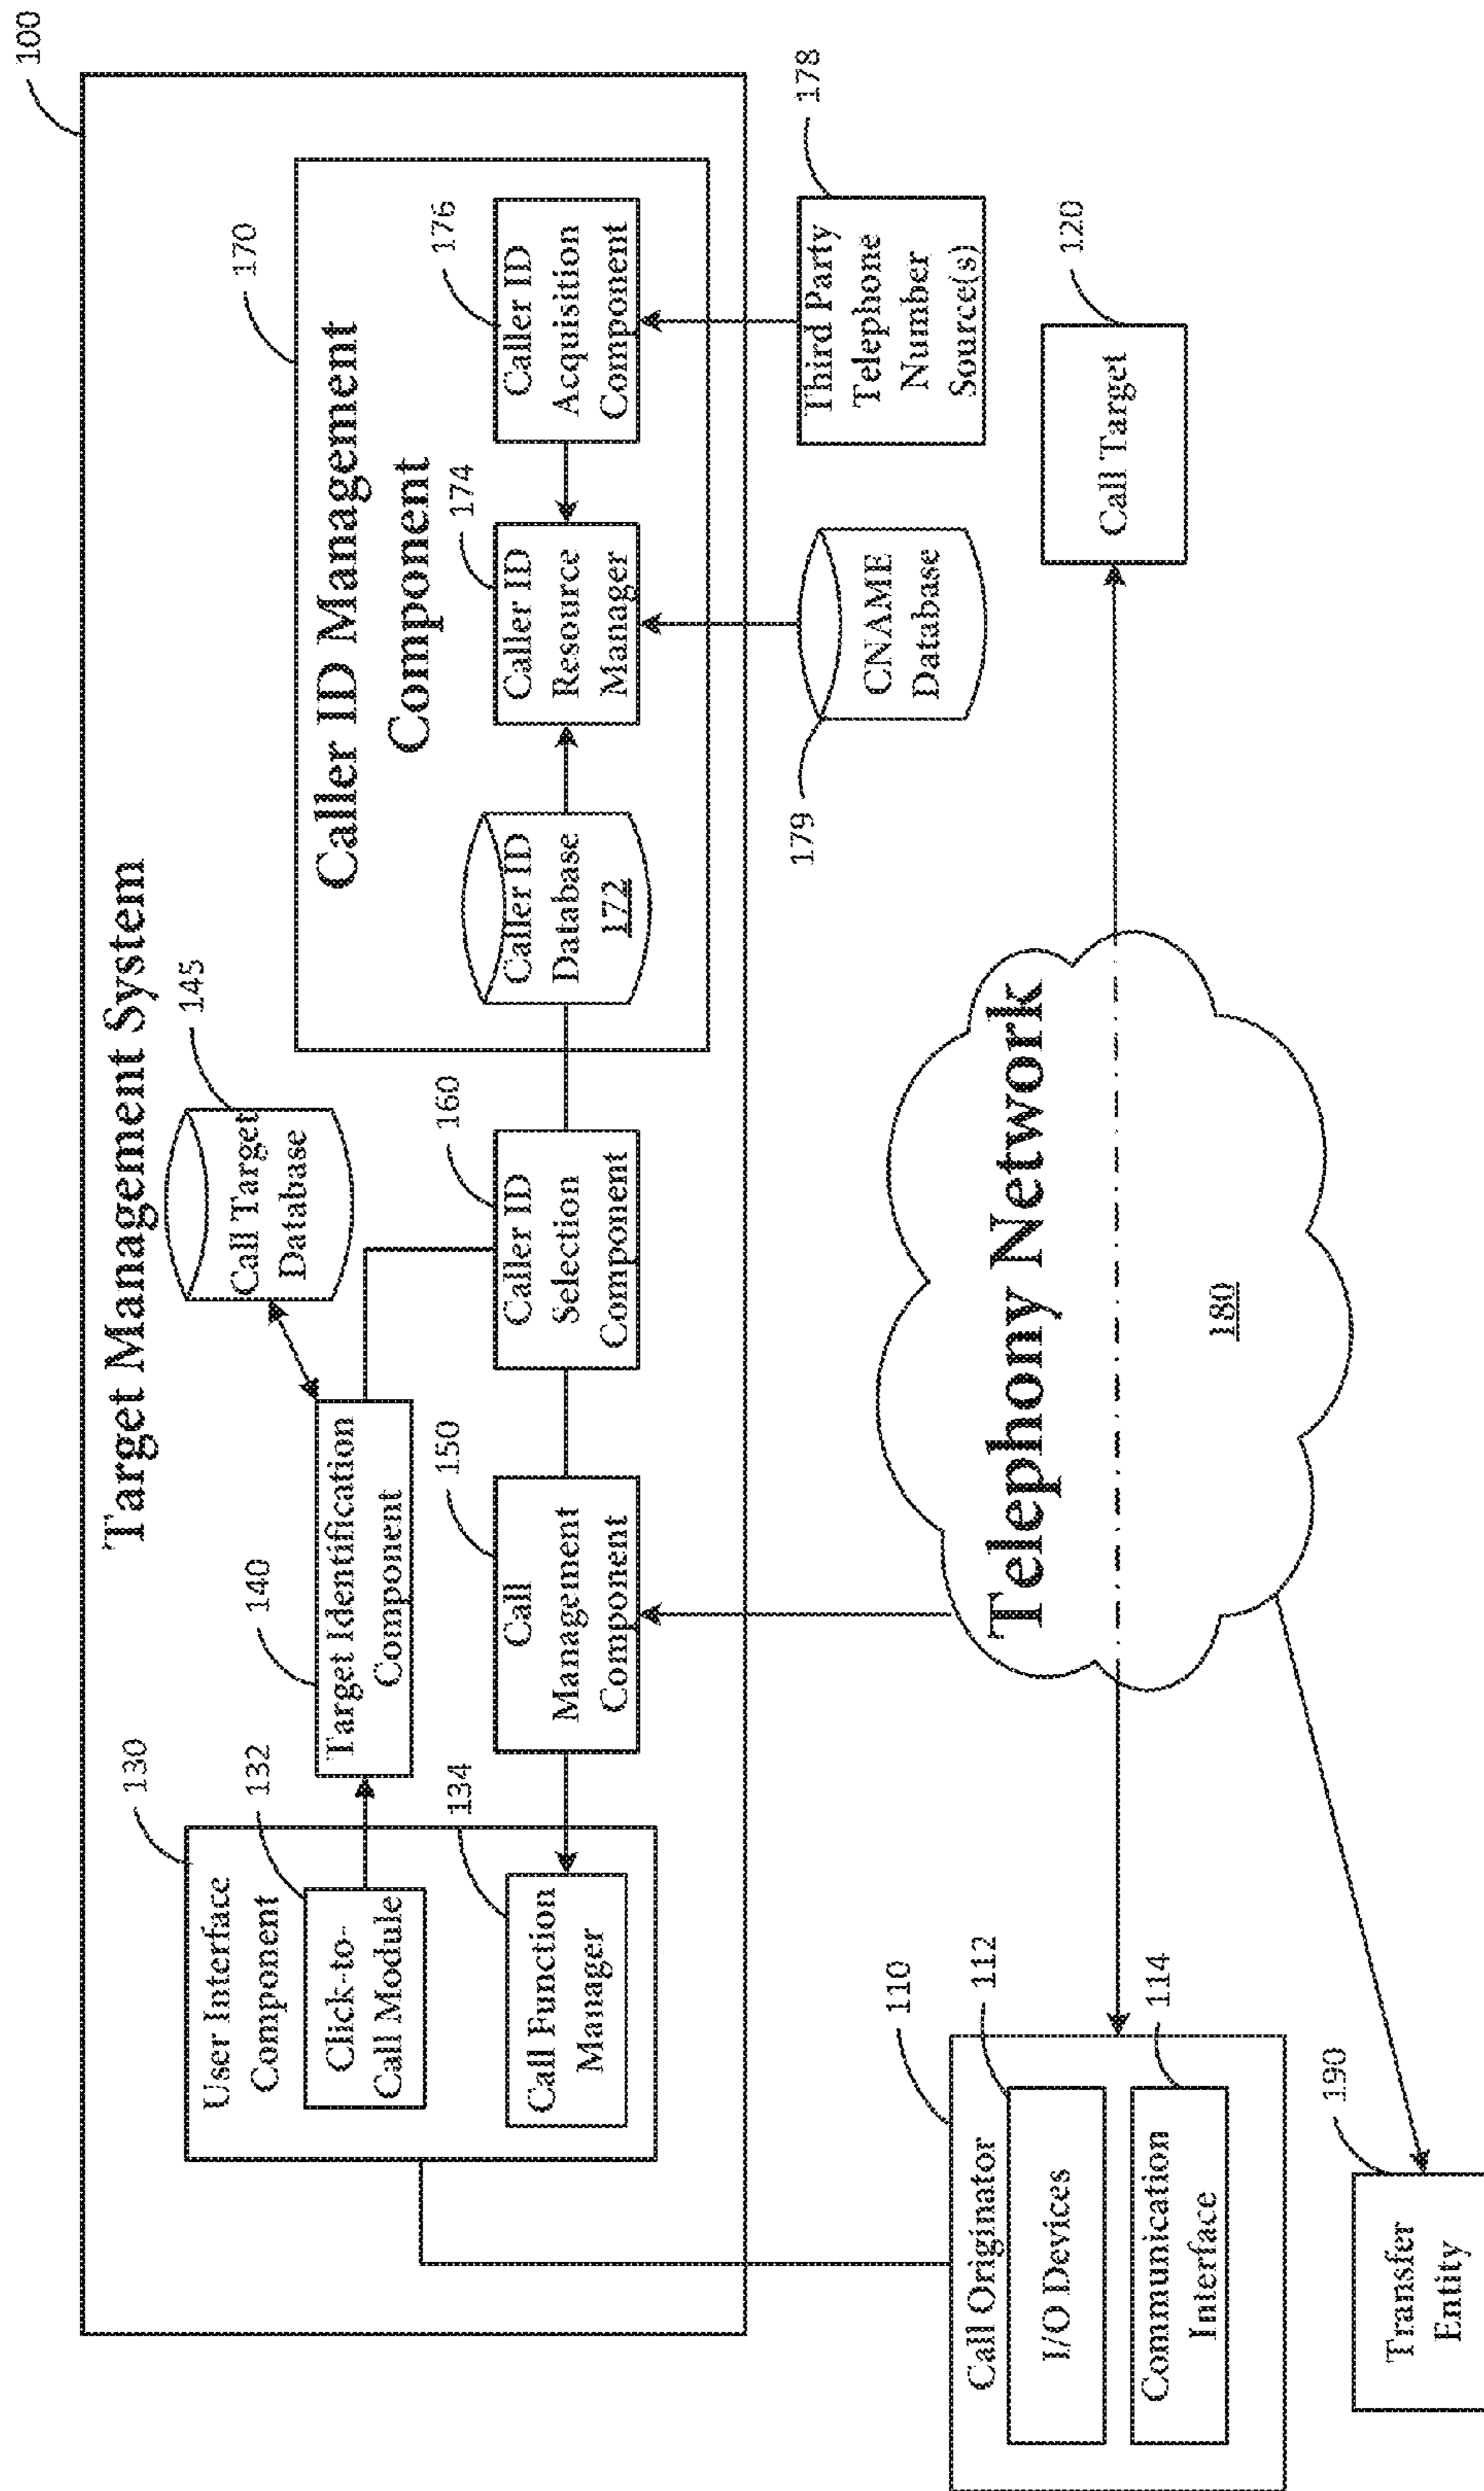 100
Target Management System
130
User Interface
Component
132
Click-to-
Call Module
134
Call Function
Manager
140
Target Identification
Component
145
Call Target
Database
150
Call
Management
Component
160
Caller ID
Selection
Component
170
Caller ID Management
Component
Caller ID
Database
172
174
Caller ID
Resource
Manager
176
Caller ID
Acquisition
Component
178
Third Party
Telephone
Number
Source(s)
179
CNAME
Database
120
Call Target
Telephony Network
180
110
Call Originator
112
I/O Devices
114
Communication
Interface
190
Transfer
Entity